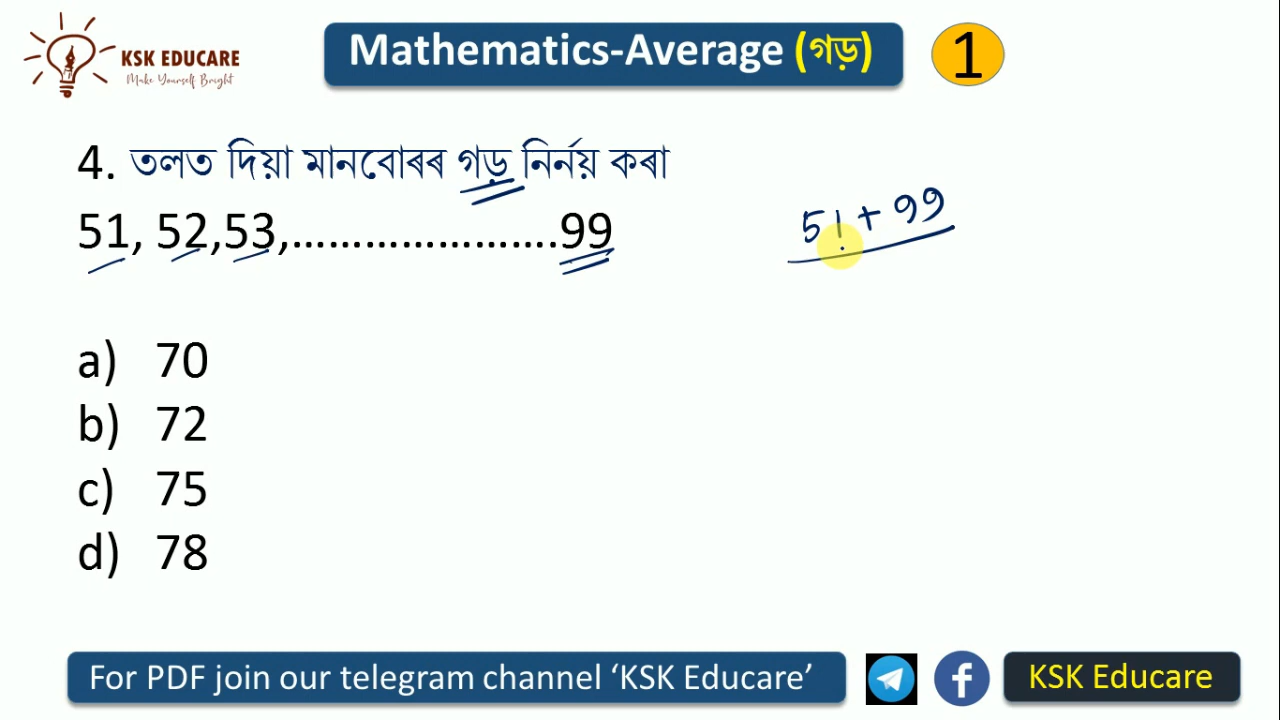 KSK EDUCARE
Make Yourself Bright
Mathematics-Average (গড়)
1
4. তলত দিয়া মানবোৰৰ গড় নিৰ্নয় কৰা
51, 52,53,........................99
51 + 99
a) 70
b) 72
c) 75
d) 78
For PDF join our telegram channel ‘KSK Educare’
KSK Educare